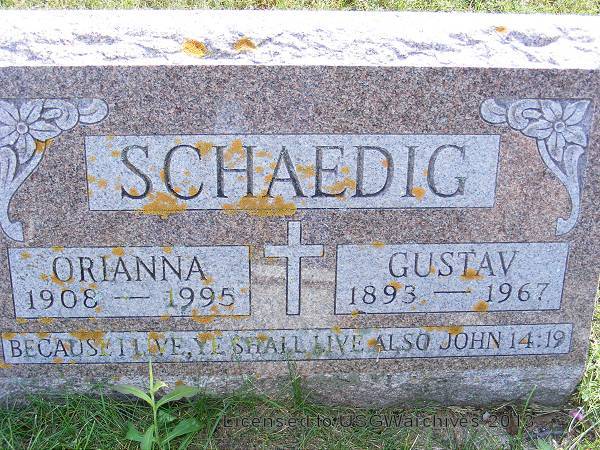 SCHAEDIG
ORIANNA
1908 — 1995
GUSTAV
1893 — 1967
BECAUSE I LIVE, YE SHALL LIVE ALSO JOHN 14:19
Licensed to USGWarchives 2013